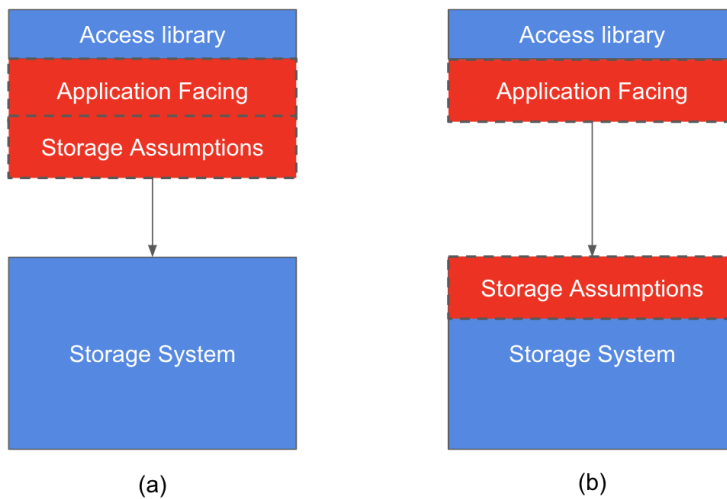 Access library
Application Facing
Storage Assumptions
Storage System
(a)
Access library
Application Facing
Storage Assumptions
Storage System
(b)